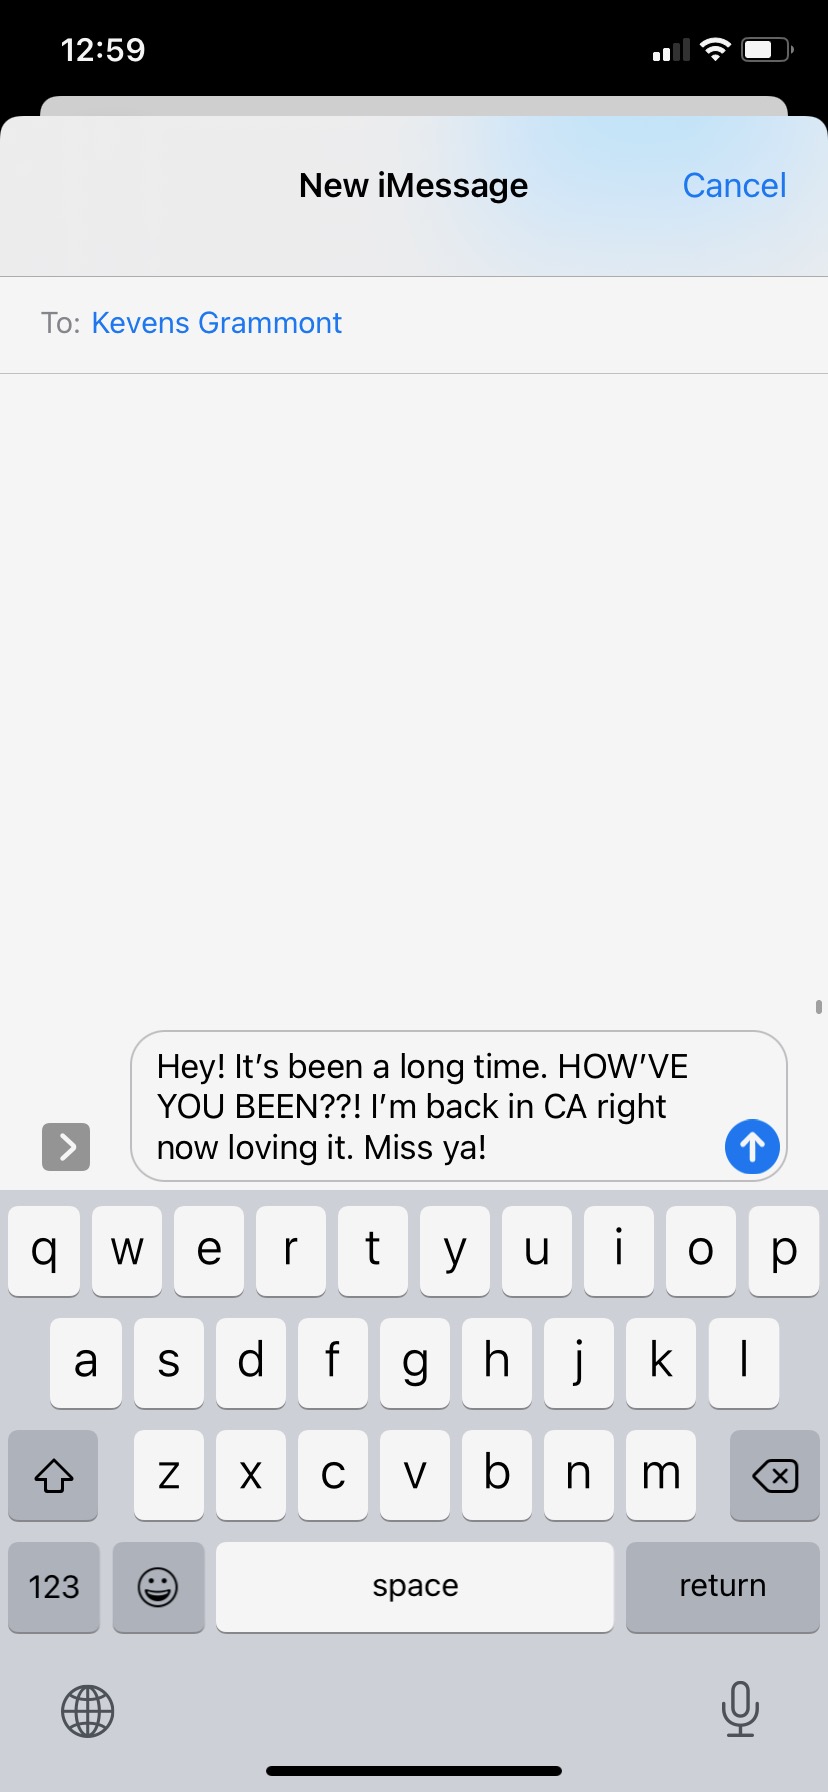 12:59
New iMessage
Cancel
To: Kevens Grammont
Hey! It’s been a long time. HOW’VE
YOU BEEN??! I’m back in CA right
now loving it. Miss ya!
q w e r t y u i o p
a s d f g h j k l
z x c v b n m
123 space return